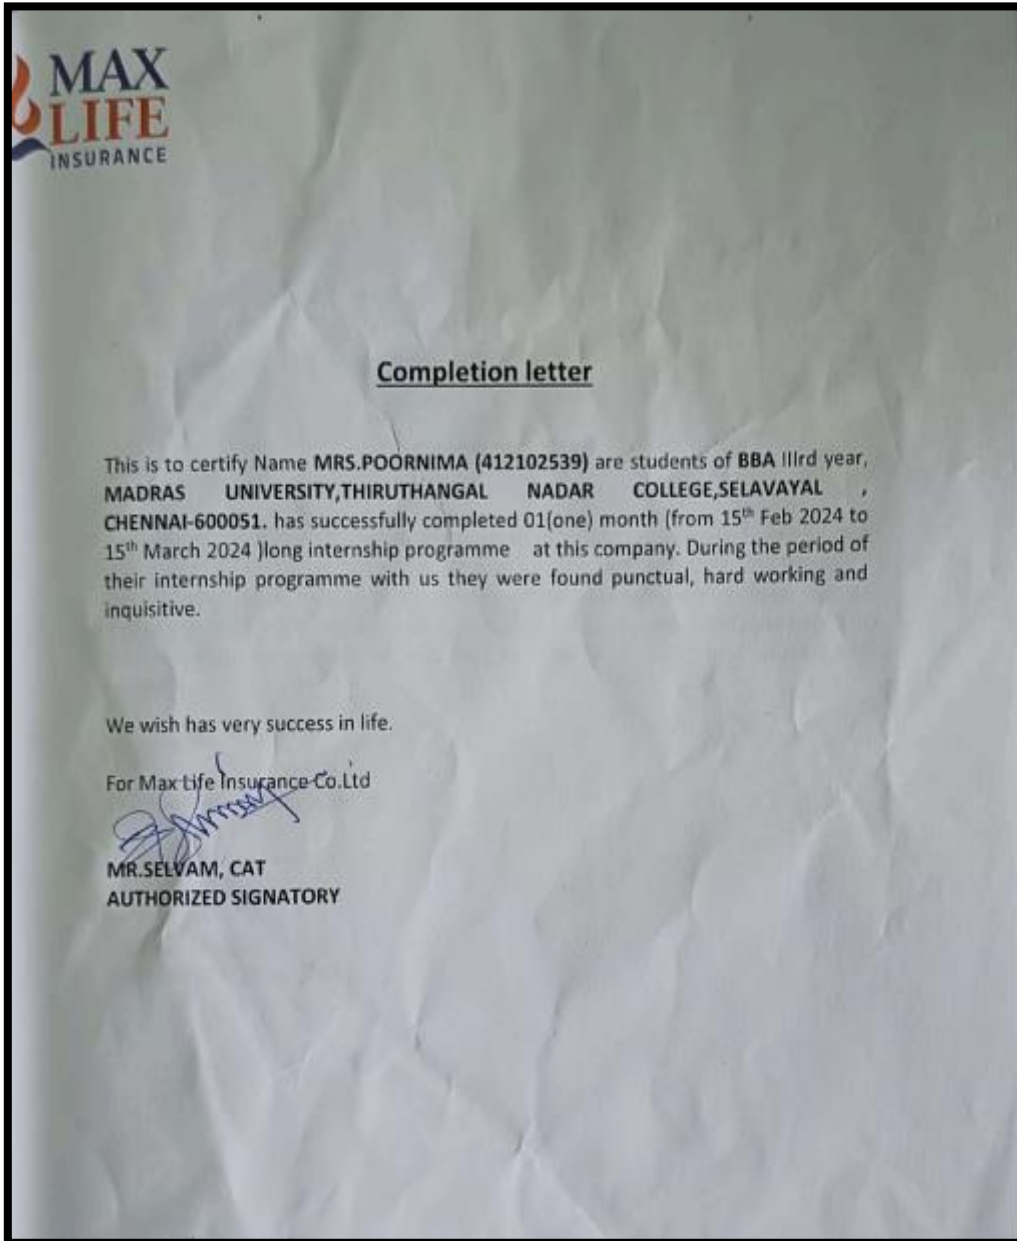 MAX
LIFE
INSURANCE
Completion letter
This is to certify Name MRS.POORNIMA (412102539) are students of BBA IIIrd year,
MADRAS UNIVERSITY,THIRUTHANGAL NADAR COLLEGE,SELAVAYAL ,
CHENNAI-600051. has successfully completed 01(one) month (from 15th Feb 2024 to
15th March 2024 )long internship programme at this company. During the period of
their internship programme with us they were found punctual, hard working and
inquisitive.
We wish has very success in life.
For Max Life Insurance Co.Ltd
MR.SELVAM, CAT
AUTHORIZED SIGNATORY